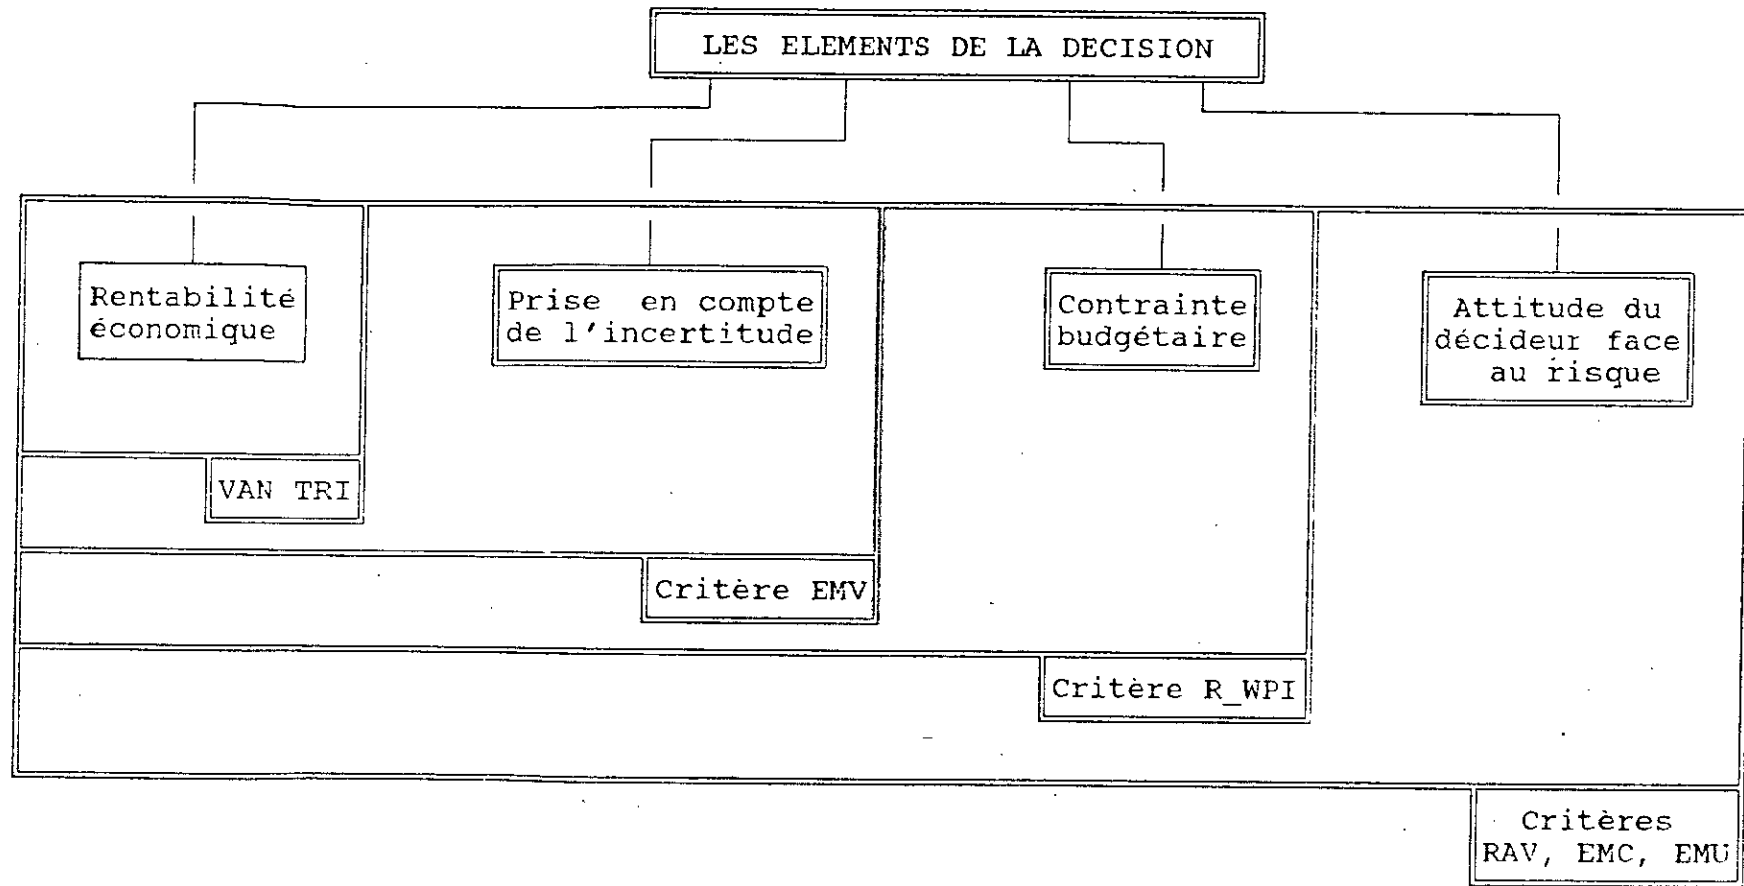 LES ELEMENTS DE LA DECISION
Rentabilité
économique
Prise en compte
de l'incertitude
Contrainte
budgétaire
Attitude du
décideur face
au risque
VAN TRI
Critère EMV
Critère R_WPI
Critères
RAV, EMC, EMU